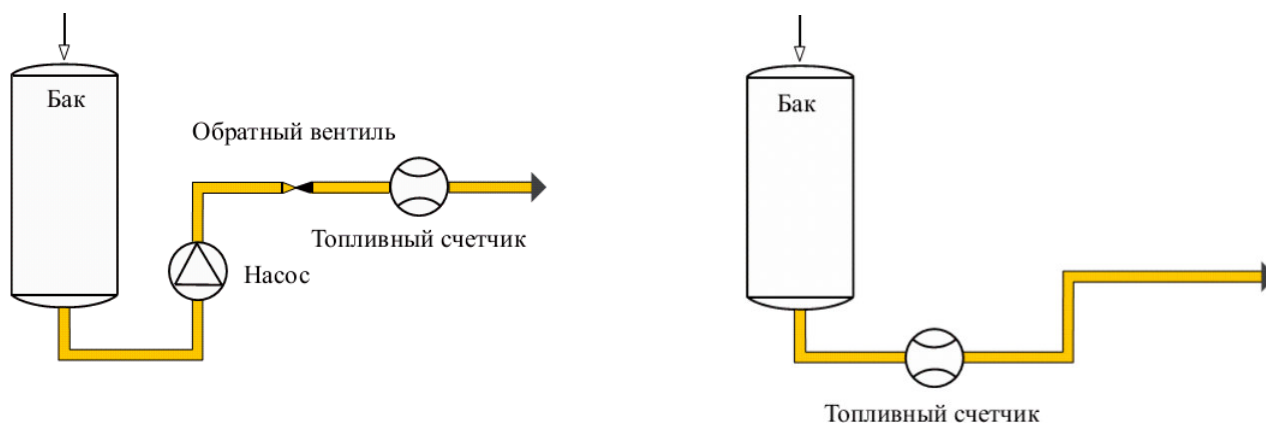 Бак
Обратный вентиль
Топливный счетчик
Насос
Бак
Топливный счетчик